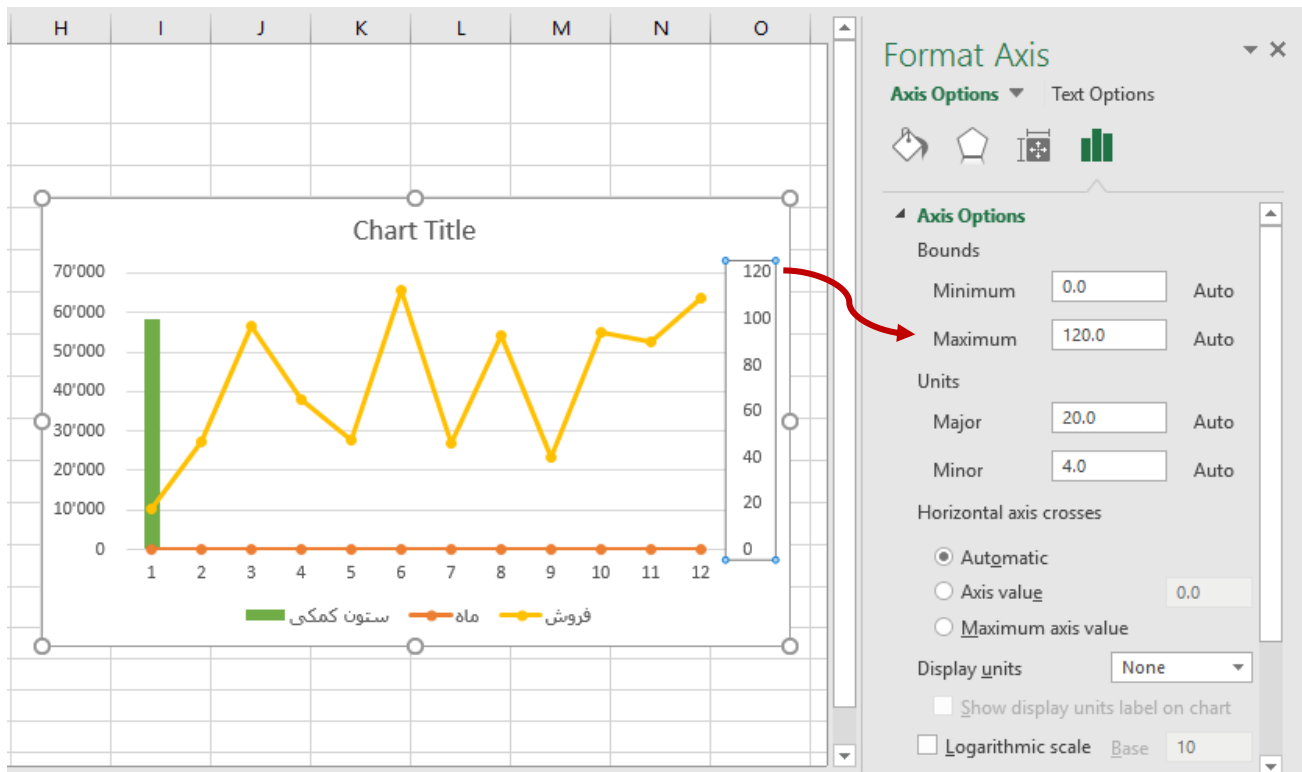 H I J K L M N O
Chart Title
70'000
60'000
50'000
40'000
30'000
20'000
10'000
0
120
100
80
60
40
20
0
1 2 3 4 5 6 7 8 9 10 11 12
ستون کمکی ماه فروش
Format Axis
Axis Options Text Options
Axis Options
Bounds
Minimum 0.0 Auto
Maximum 120.0 Auto
Units
Major 20.0 Auto
Minor 4.0 Auto
Horizontal axis crosses
Automatic
Axis value 0.0
Maximum axis value
Display units None
Show display units label on chart
Logarithmic scale Base 10